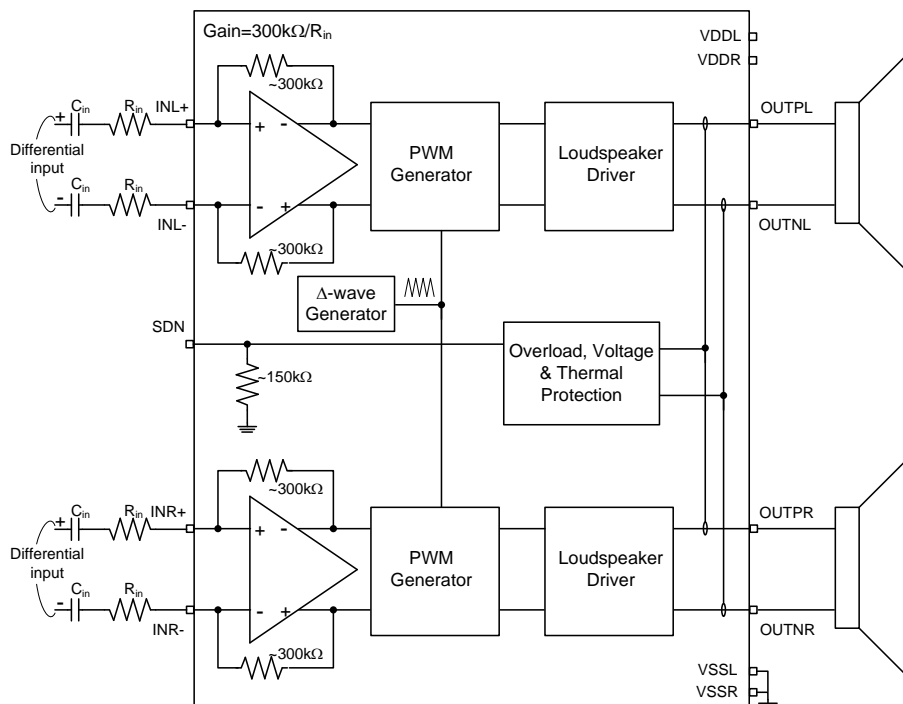 Gain=300kΩ/Rin
VDDL
VDDR
~300kΩ
Cin
Rin
INL+
+
+
-
Differential
input
PWM
Generator
Loudspeaker
Driver
OUTPL
-
Cin
Rin
INL-
-
+
OUTNL
~300kΩ
Δ-wave
Generator
SDN
Overload, Voltage
& Thermal
Protection
~150kΩ
~300kΩ
Cin
Rin
INR+
+
+
-
Differential
input
PWM
Generator
Loudspeaker
Driver
OUTPR
-
Cin
Rin
INR-
-
+
OUTNR
~300kΩ
VSSL
VSSR